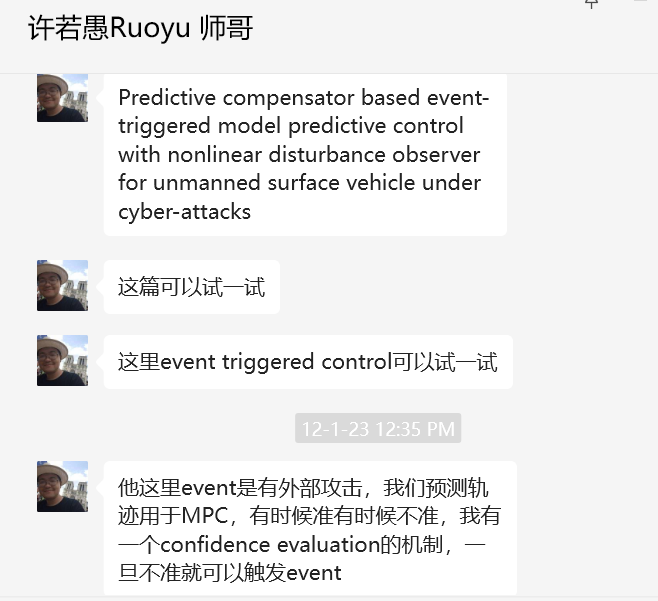 许若愚Ruoyu 师哥
Predictive compensator based event-
triggered model predictive control
with nonlinear disturbance observer
for unmanned surface vehicle under
cyber-attacks
这篇可以试一试
这里event triggered control可以试一试
12-1-23 12:35 PM
他这里event是有外部攻击，我们预测轨
迹用于MPC，有时候准有时候不准，我有
一个confidence evaluation的机制，一
旦不准就可以触发event